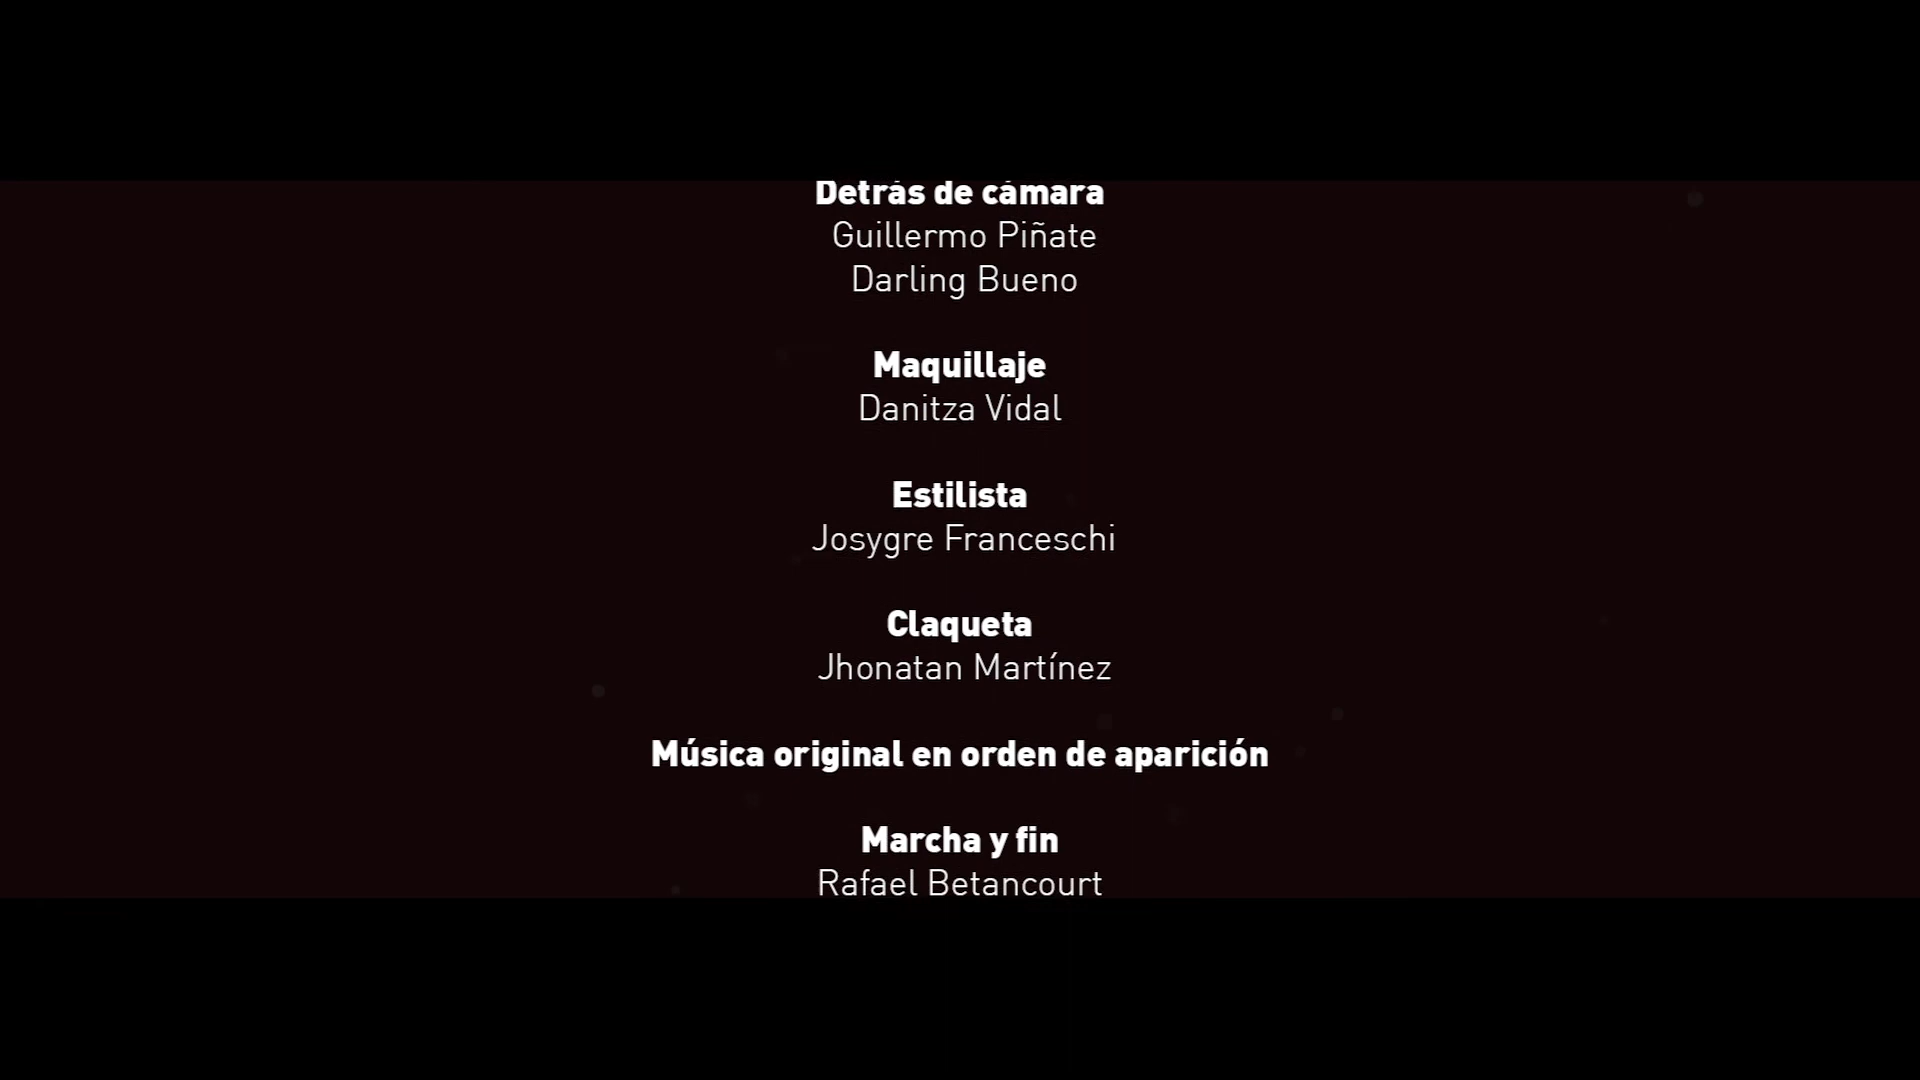 Detrás de cámara
Guillermo Piñate
Darling Bueno
Maquillaje
Danitza Vidal
Estilista
Josygre Franceschi
Claqueta
Jhonatan Martínez
Música original en orden de aparición
Marcha y fin
Rafael Betancourt